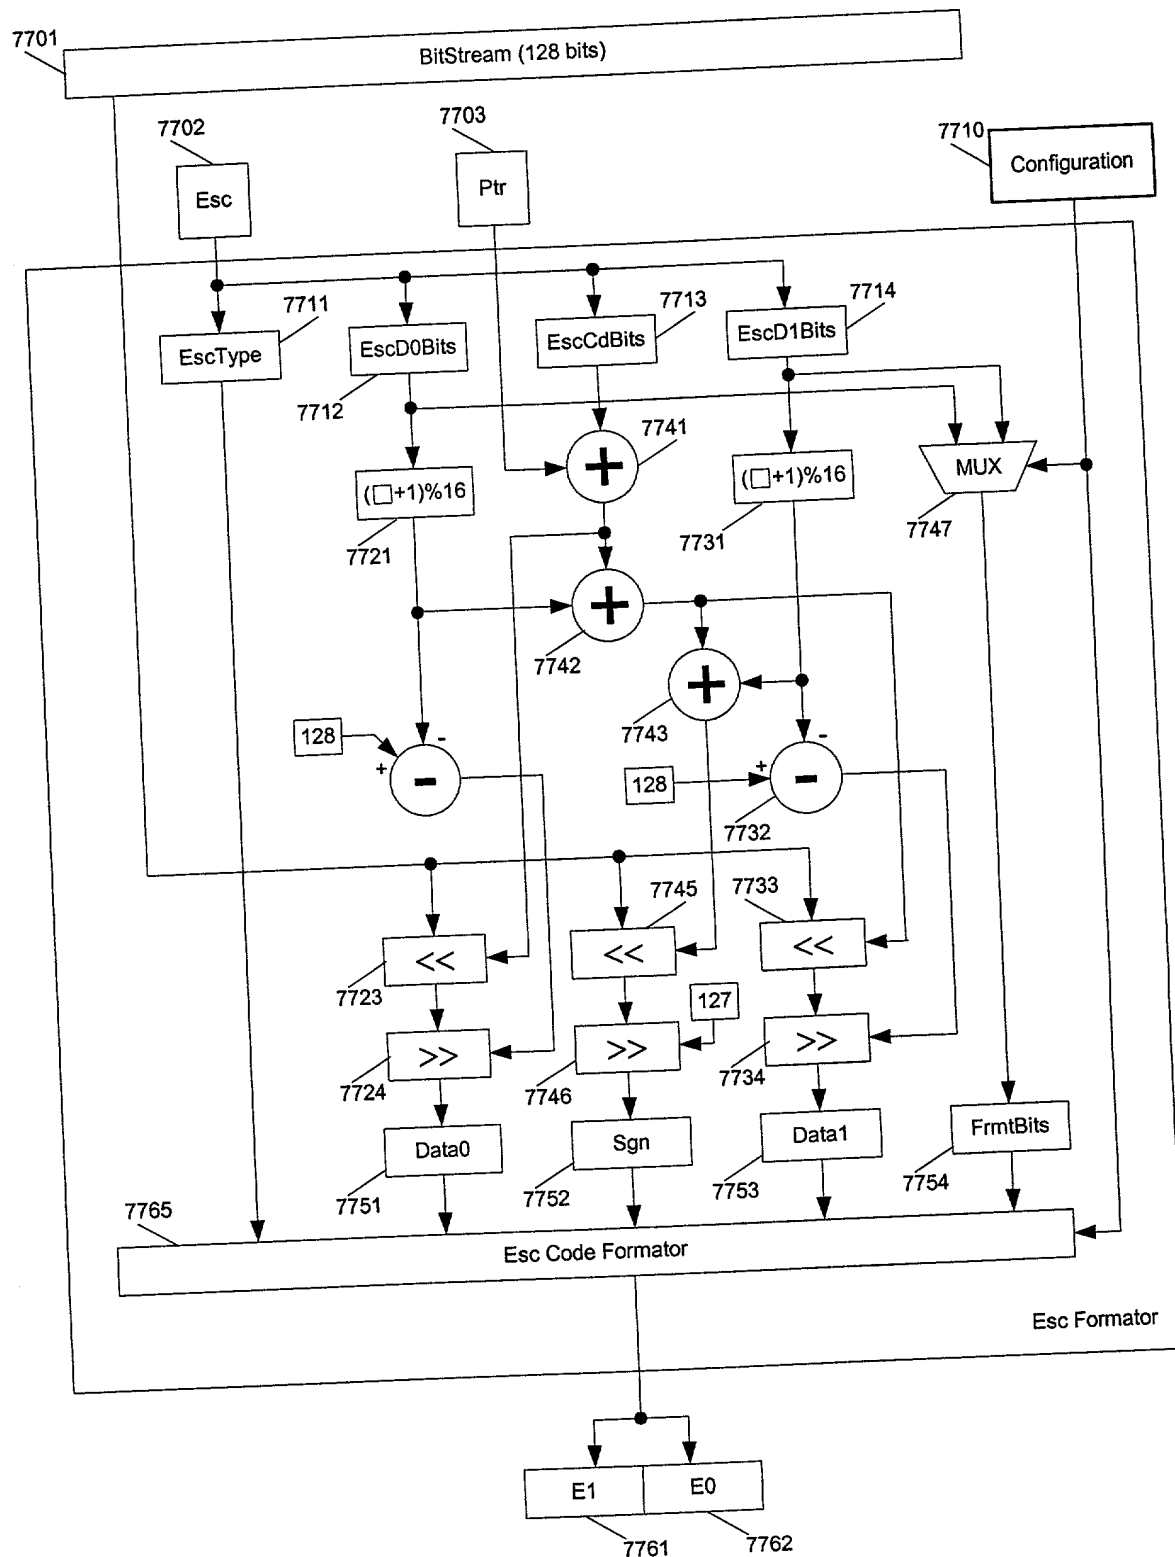 7701
BitStream (128 bits)
7702
7703
7710
Esc
Ptr
Configuration
7711
7713
7714
EscType
EscD0Bits
EscCdBits
EscD1Bits
7712
7741
+
MUX
(□+1)%16
(□+1)%16
7721
7731
7747
+
7742
+
7743
128
-
+
-
128
-
+
-
7732
7745
7733
<<
<<
<<
7723
127
>>
>>
>>
7724
7746
7734
Data0
Sgn
Data1
FrmtBits
7751
7752
7753
7754
7765
Esc Code Formator
Esc Formator
E1
E0
7761
7762